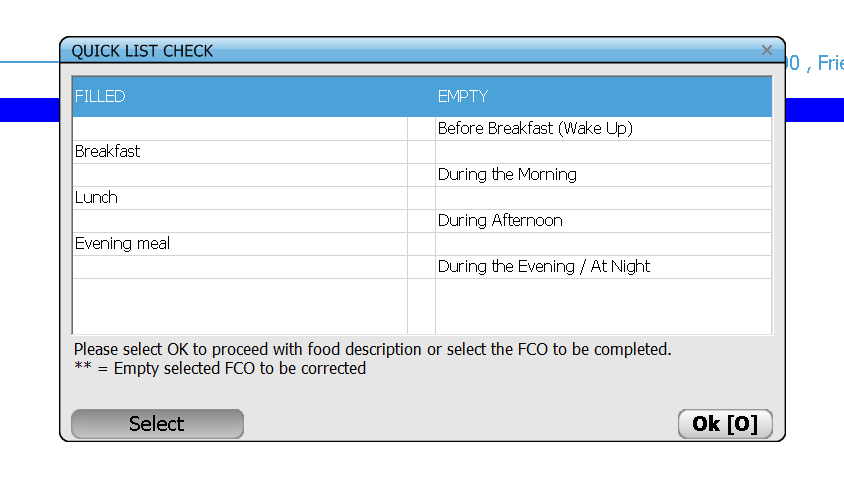 QUICK LIST CHECK
00 , Frie
FILLED EMPTY
Before Breakfast (Wake Up)
Breakfast
During the Morning
Lunch
During Afternoon
Evening meal
During the Evening / At Night
Please select OK to proceed with food description or select the FCO to be completed.
** = Empty selected FCO to be corrected
Select Ok [O]